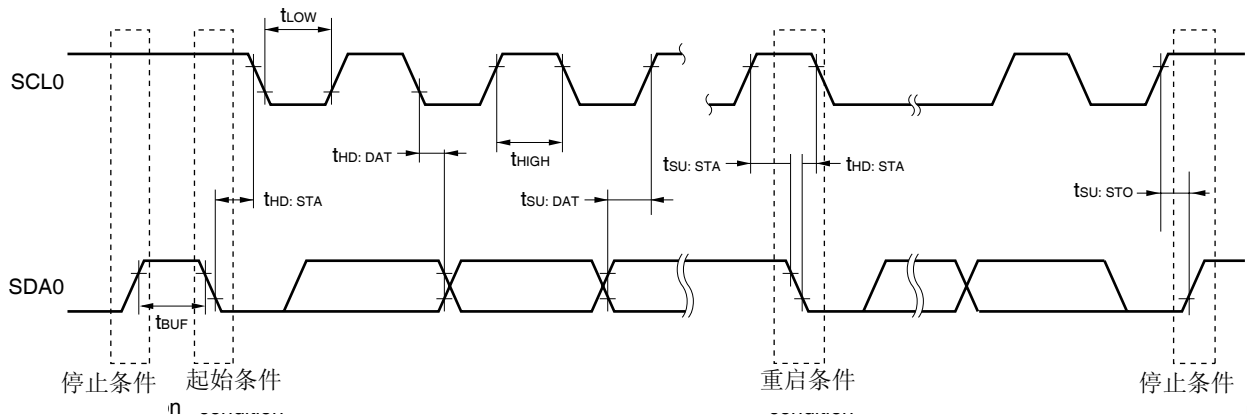 tLOW
SCL0
tHD: DAT
tHIGH
tSU: STA
tHD: STA
tHD: STA
tSU: DAT
tSU: STO
SDA0
tBUF
停止条件
起始条件
重启条件
停止条件